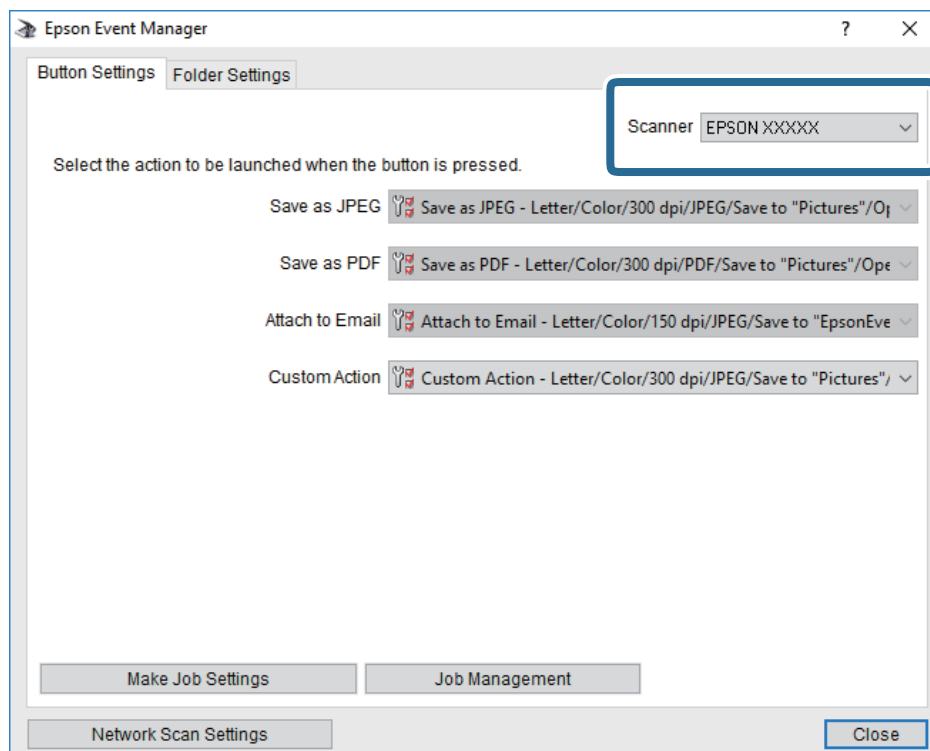 Epson Event Manager
Button Settings
Folder Settings
Scanner EPSON XXXXX
Select the action to be launched when the button is pressed.
Save as JPEG Save as JPEG - Letter/Color/300 dpi/JPEG/Save to "Pictures"/
Save as PDF Save as PDF - Letter/Color/300 dpi/PDF/Save to "Pictures"/Ope
Attach to Email Attach to Email - Letter/Color/150 dpi/JPEG/Save to "EpsonEve
Custom Action Custom Action - Letter/Color/300 dpi/JPEG/Save to "Pictures"/
Make Job Settings
Job Management
Network Scan Settings
Close